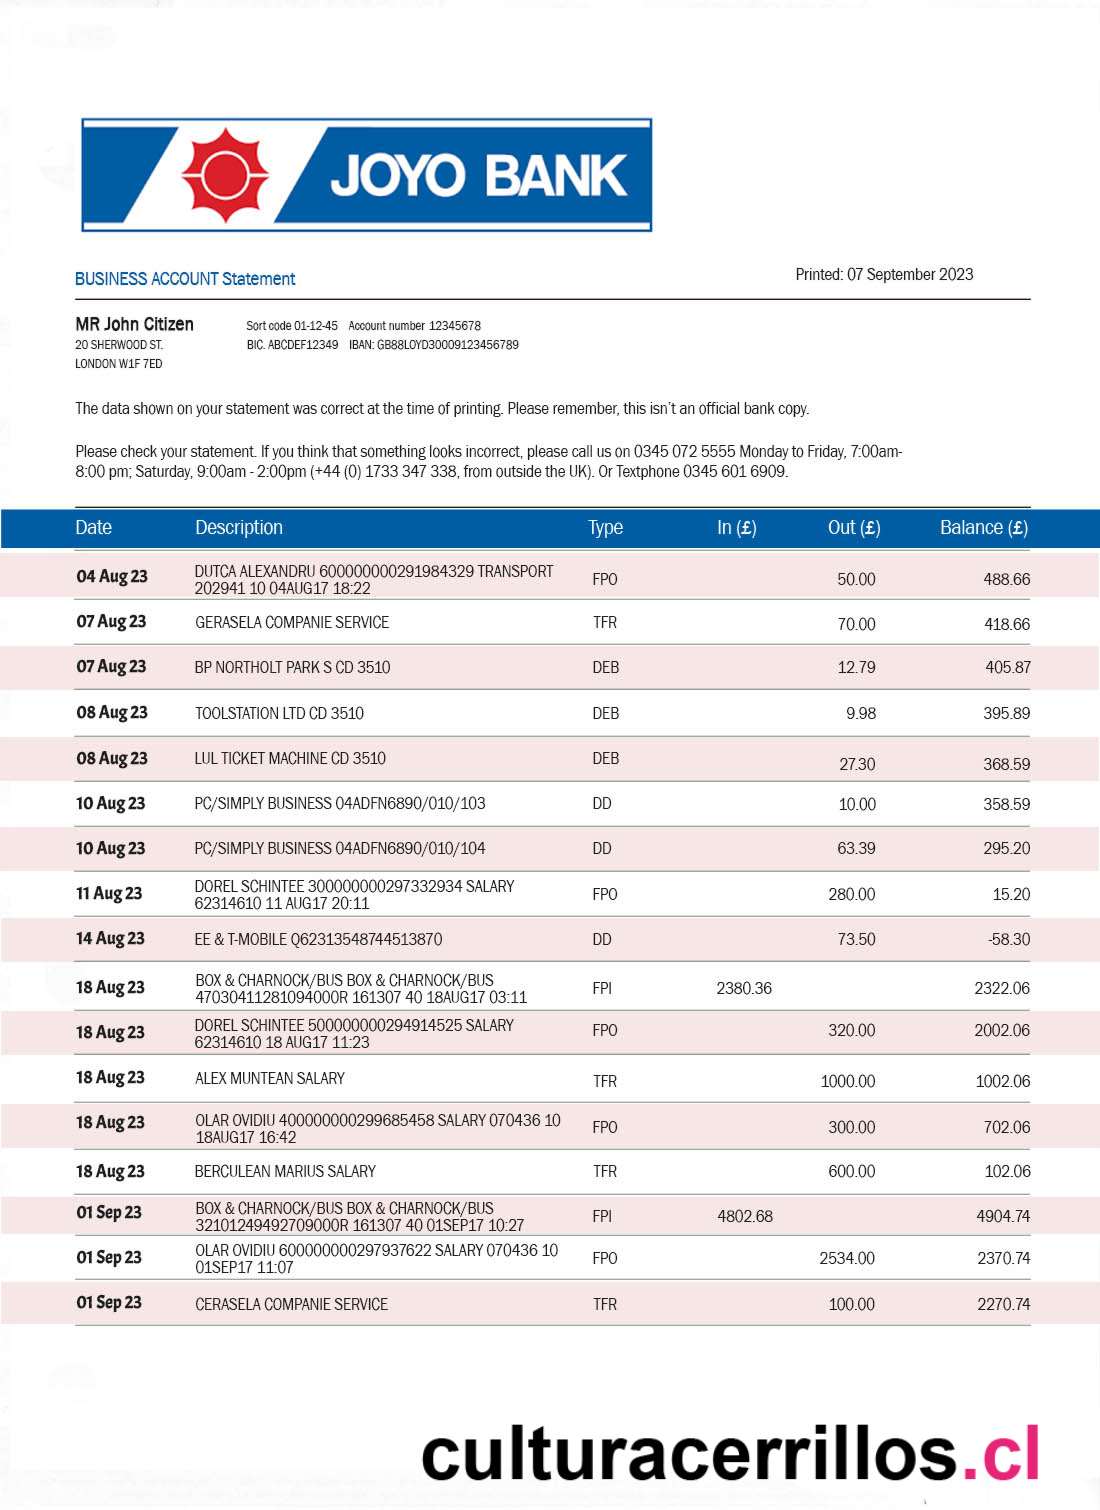 JOYO BANK
BUSINESS ACCOUNT Statement
Printed: 07 September 2023
MR John Citizen
Sort code 01-12-45 Account number 12345678
20 SHERWOOD ST.
BIC. ABCDEF12349 IBAN: GB88LOYD30009123456789
LONDON W1F 7ED
The data shown on your statement was correct at the time of printing. Please remember, this isn't an official bank copy.
Please check your statement. If you think that something looks incorrect, please call us on 0345 072 5555 Monday to Friday, 7:00am-
8:00 pm; Saturday, 9:00am - 2:00pm (+44 (0) 1733 347 338, from outside the UK). Or Textphone 0345 601 6909.
Date Description Type In (£) Out (£) Balance (£)
04 Aug 23 DUTCA ALEXANDRU 600000000291984329 TRANSPORT
202941 10 04AUG17 18:22 FPO 50.00 488.66
07 Aug 23 GERASELA COMPANIE SERVICE TFR 70.00 418.66
07 Aug 23 BP NORTHOLT PARK S CD 3510 DEB 12.79 405.87
08 Aug 23 TOOLSTATION LTD CD 3510 DEB 9.98 395.89
08 Aug 23 LUL TICKET MACHINE CD 3510 DEB 27.30 368.59
10 Aug 23 PC/SIMPLY BUSINESS 04ADFN6890/010/103 DD 10.00 358.59
10 Aug 23 PC/SIMPLY BUSINESS 04ADFN6890/010/104 DD 63.39 295.20
11 Aug 23 DOREL SCHINTEE 300000000297332934 SALARY
62314610 11 AUG17 20:11 FPO 280.00 15.20
14 Aug 23 EE & T-MOBILE Q62313548744513870 DD 73.50 -58.30
18 Aug 23 BOX & CHARNOCK/BUS BOX & CHARNOCK/BUS
47030411281094000R 161307 40 18AUG17 03:11 FPI 2380.36 2322.06
18 Aug 23 DOREL SCHINTEE 500000000294914525 SALARY
62314610 18 AUG17 11:23 FPO 320.00 2002.06
18 Aug 23 ALEX MUNTEAN SALARY TFR 1000.00 1002.06
18 Aug 23 OLAR OVIDIU 400000000299685458 SALARY 070436 10
18AUG17 16:42 FPO 300.00 702.06
18 Aug 23 BERCULEAN MARIUS SALARY TFR 600.00 102.06
01 Sep 23 BOX & CHARNOCK/BUS BOX & CHARNOCK/BUS
32101249492709000R 161307 40 01SEP17 10:27 FPI 4802.68 4904.74
01 Sep 23 OLAR OVIDIU 600000000297937622 SALARY 070436 10
01SEP17 11:07 FPO 2534.00 2370.74
01 Sep 23 CERASELA COMPANIE SERVICE TFR 100.00 2270.74
culturacerrillos.cl